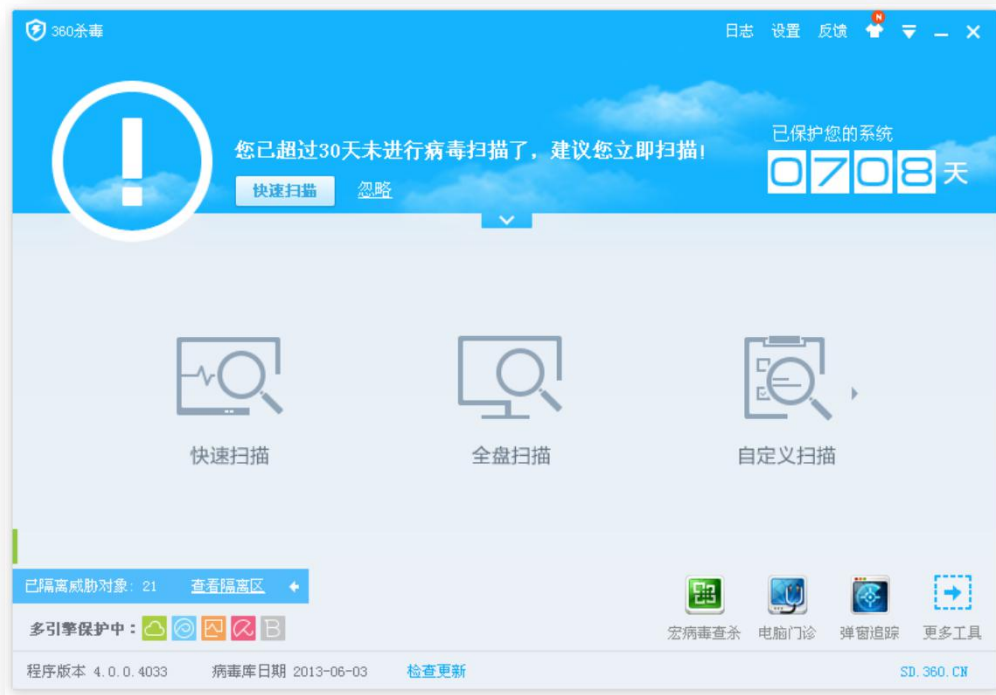 360杀毒
日志 设置 反馈
N
您已超过30天未进行病毒扫描了，建议您立即扫描!
快速扫描 忽略
已保护您的系统
0708 天
快速扫描 全盘扫描 自定义扫描
已隔离威胁对象: 21 查看隔离区
多引擎保护中： B
宏病毒查杀 电脑门诊 弹窗追踪 更多工具
程序版本 4.0.0.4033 病毒库日期 2013-06-03 检查更新 SD.360.CN